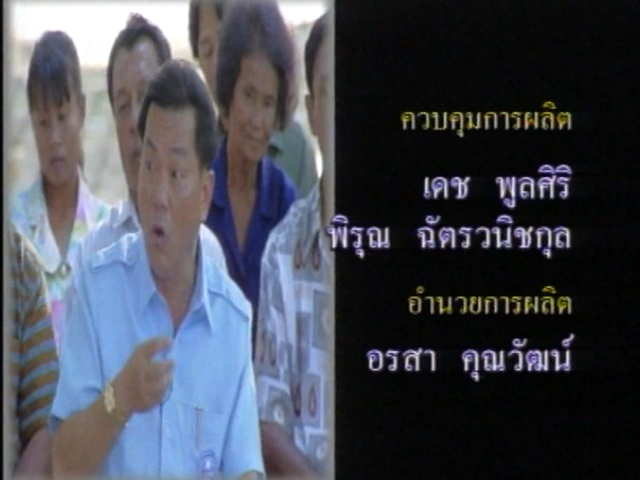 ควบคุมการผลิต
เดช พูลศิริ
พิรุณ ฉัตรวนิชกุล
อำนวยการผลิต
อรสา คุณวัฒน์